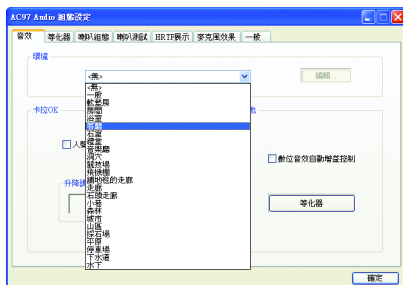 AC97 Audio 組態設定
音效 等化器 喇叭組態 喇叭測試 HRTF展示 麥克風效果 一般
環境
<無>
編輯
<無>
一般
軟墊房
房間
浴室
客廳
石室
禮堂
音樂廳
洞穴
競技場
飛機棚
鋪地毯的走廊
走廊
石頭走廊
小巷
森林
城市
山區
採石場
平原
停車場
下水道
水下
卡拉OK
數位音效自動增益控制
等化器
確定